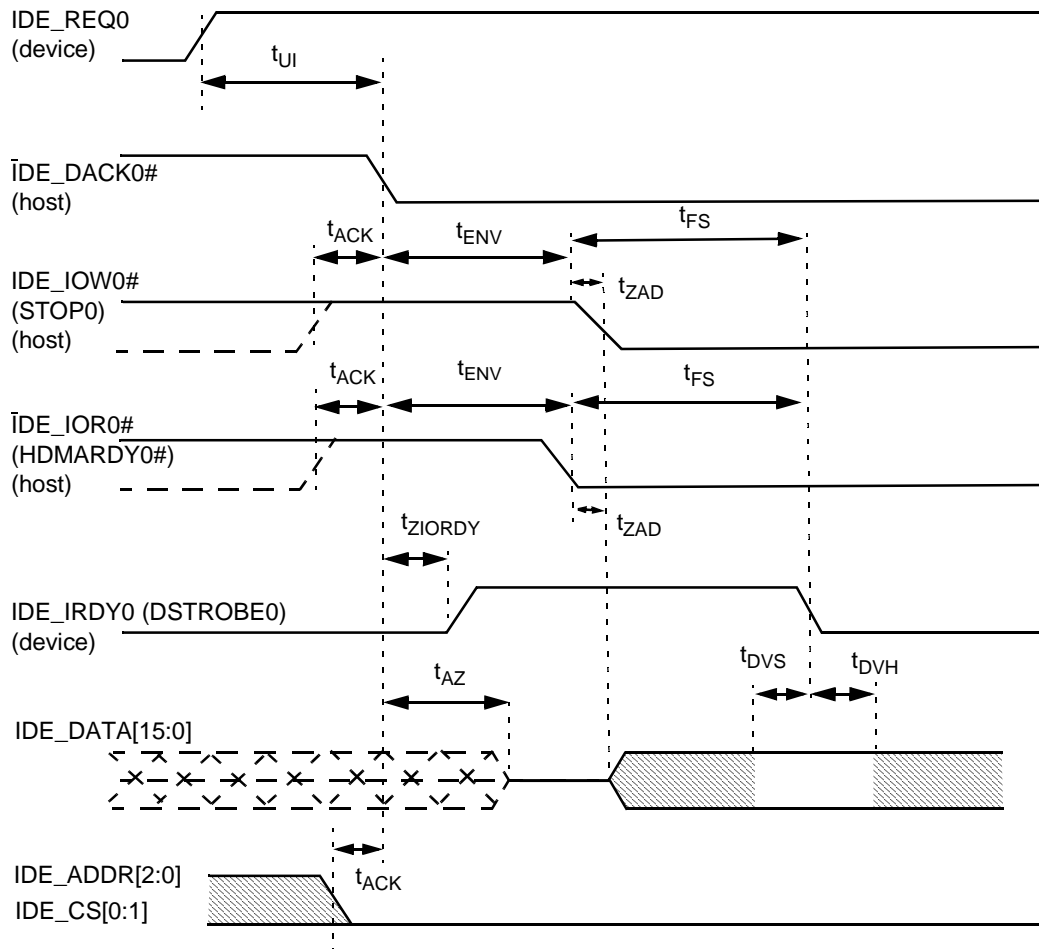 IDE_REQ0
(device)
tUI
IDE_DACK0#
(host)
tACK
tENV
tFS
IDE_IOW0#
(STOP0)
(host)
tZAD
tACK
tENV
tFS
IDE_IOR0#
(HDMARDY0#)
(host)
tZIORDY
tZAD
IDE_IRDY0 (DSTROBE0)
(device)
tDVS
tDVH
tAZ
IDE_DATA[15:0]
IDE_ADDR[2:0]
tACK
IDE_CS[0:1]